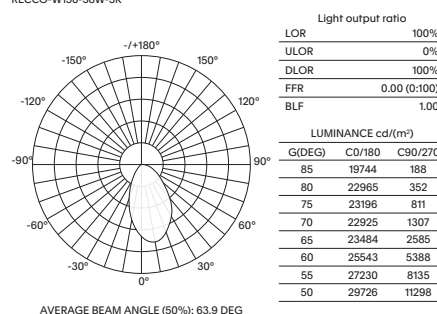 Light output ratio
LOR 100%
ULOR 0%
DLOR 100%
FFR 0.00 (0:100)
BLF 1.00
LUMINANCE cd/(m²)
G(DEG) C0/180 C90/270
85 19744 188
80 22965 352
75 23196 811
70 22925 1307
65 23484 2585
60 25543 5388
55 27230 8135
50 29726 11298
-/+180°
-150° 150°
-120° 120°
-90° 90°
-60° 60°
-30° 30°
0°
AVERAGE BEAM ANGLE (50%): 63.9 DEG